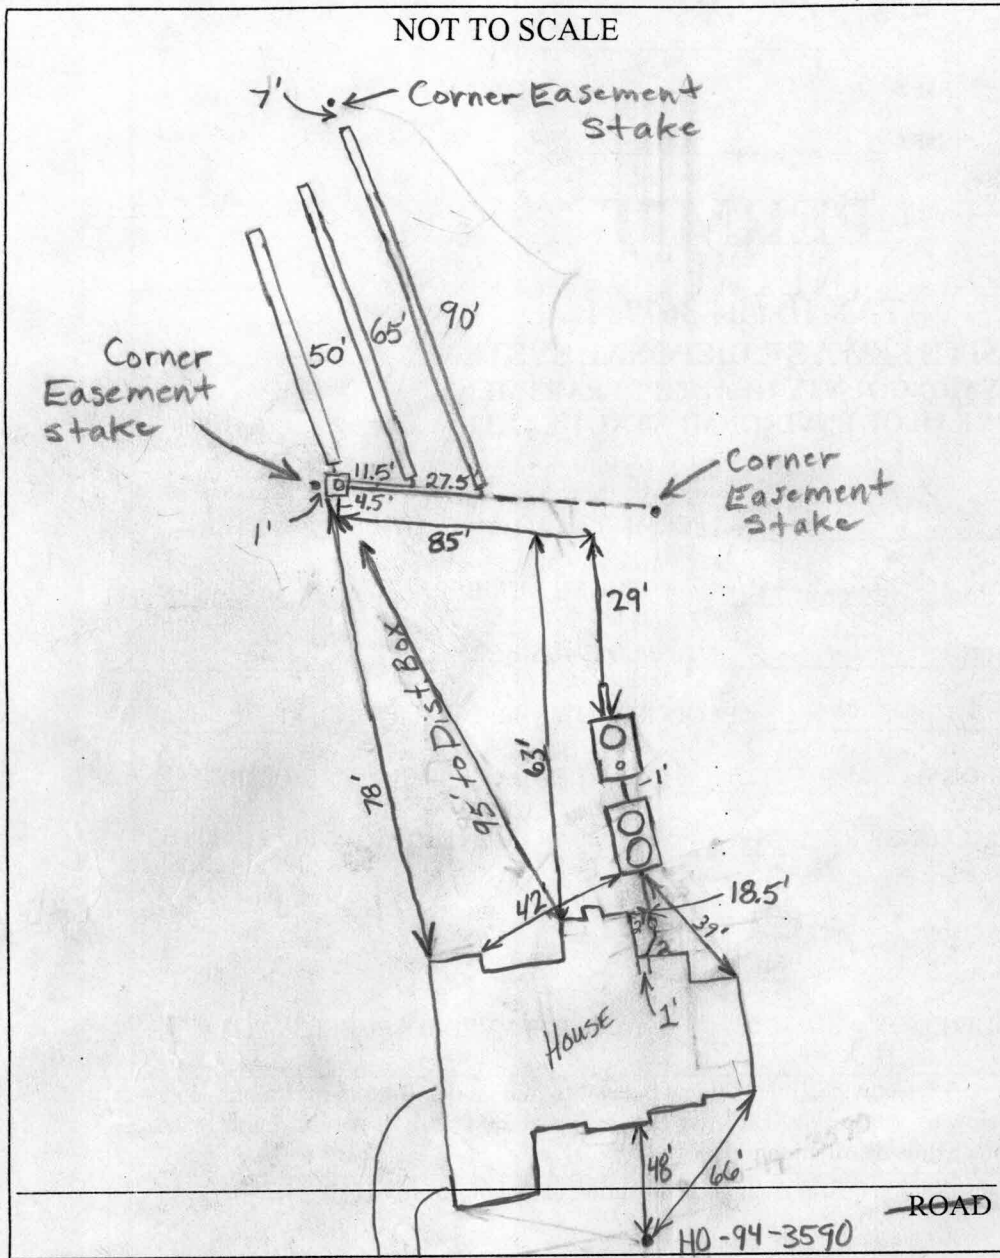 NOT TO SCALE
7'
Corner Easement
Stake
50'
65'
90'
Corner
Easement
stake
11.5'
27.5'
4.5'
1'
Corner
Easement
Stake
85'
29'
95' to Dist Box
78'
63'
1'
42'
18.5'
39'
1'
House
48'
66'
ROAD
HO-94-3590